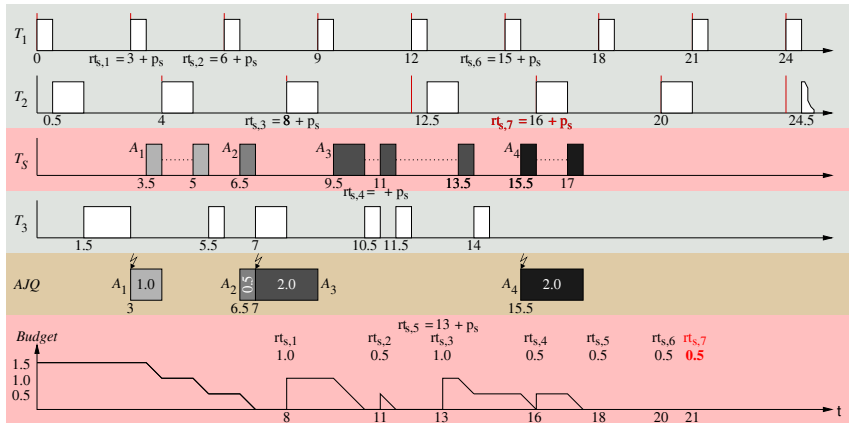 T1
0 rts,1 = 3 + ps rts,2 = 6 + ps 9 12 rts,6 = 15 + ps 18 21 24
T2
0.5 4 rts,3 = 8 + ps 12.5 rts,7 = 16 + ps 20 24.5
TS A1 A2 A3 A4
3.5 5 6.5 9.5 11 13.5 15.5 17
rts,4 = + ps
T3
1.5 5.5 7 10.5 11.5 14
AJQ A1 1.0 A2 0.5 2.0 A3 A4 2.0
3 6.5 7 15.5
rts,5 = 13 + ps
Budget rts,1 rts,2 rts,3 rts,4 rts,5 rts,6 rts,7
1.0 0.5 1.0 0.5 0.5 0.5 0.5
1.5
1.0
0.5
t
8 11 13 16 18 20 21